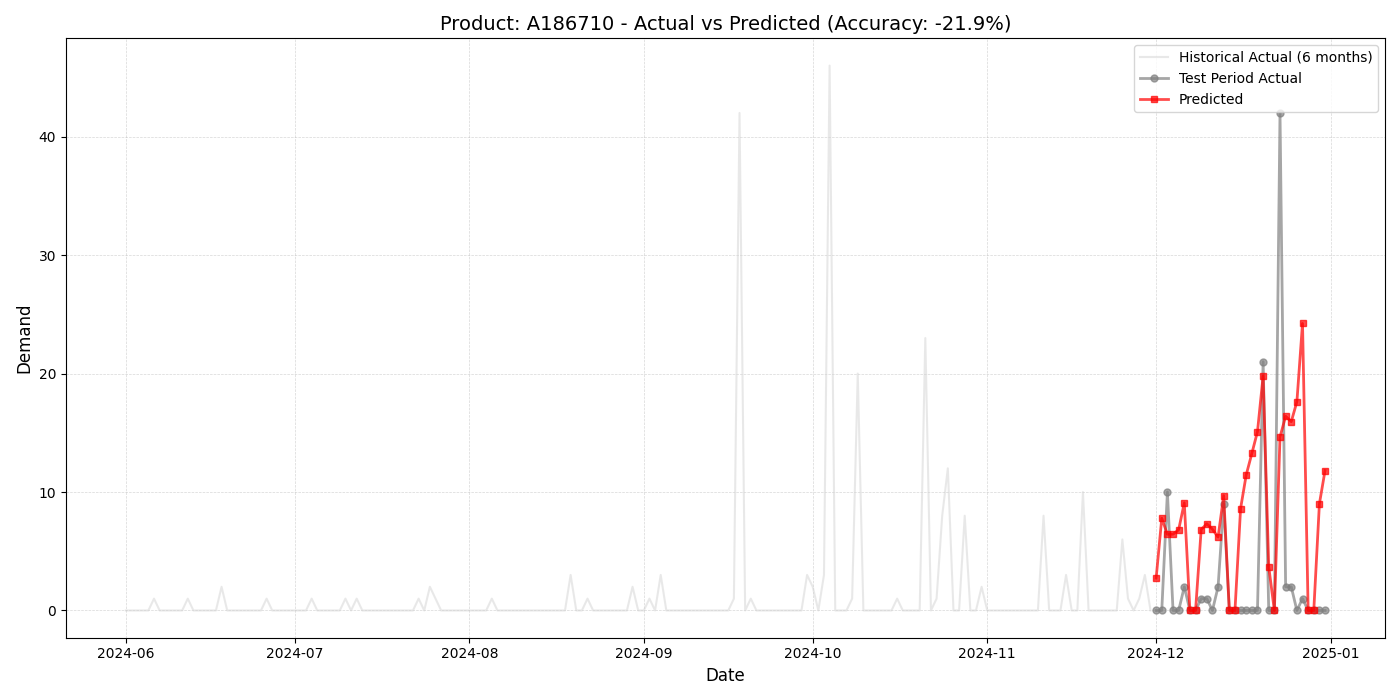 Product: A186710 - Actual vs Predicted (Accuracy: -21.9%)
Historical Actual (6 months)
Test Period Actual
Predicted
Demand
40
30
20
10
0
2024-06
2024-07
2024-08
2024-09
2024-10
2024-11
2024-12
2025-01
Date